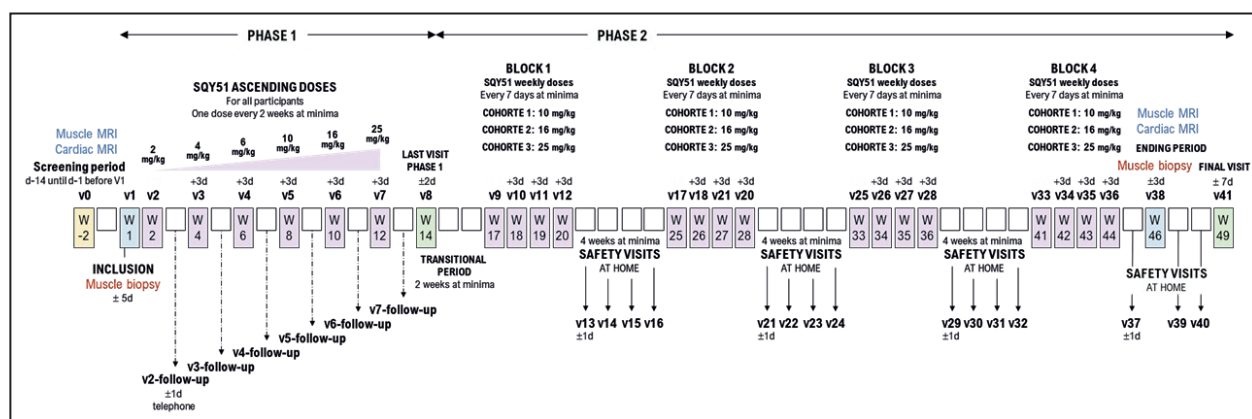 PHASE 1
PHASE 2
SQY51 ASCENDING DOSES
For all participants
One dose every 2 weeks at minima
BLOCK 1
SQY51 weekly doses
Every 7 days at minima
COHORTE 1: 10 mg/kg
COHORTE 2: 16 mg/kg
COHORTE 3: 25 mg/kg
BLOCK 2
SQY51 weekly doses
Every 7 days at minima
COHORTE 1: 10 mg/kg
COHORTE 2: 16 mg/kg
COHORTE 3: 25 mg/kg
BLOCK 3
SQY51 weekly doses
Every 7 days at minima
COHORTE 1: 10 mg/kg
COHORTE 2: 16 mg/kg
COHORTE 3: 25 mg/kg
BLOCK 4
SQY51 weekly doses
Every 7 days at minima
COHORTE 1: 10 mg/kg
COHORTE 2: 16 mg/kg
COHORTE 3: 25 mg/kg
Muscle MRI
Cardiac MRI
Screening period
d-14 until d-1 before V1
2 mg/kg
4 mg/kg
6 mg/kg
10 mg/kg
16 mg/kg
25 mg/kg
LAST VISIT
PHASE 1
Muscle MRI
Cardiac MRI
ENDING PERIOD
Muscle biopsy
FINAL VISIT
+3d +3d +3d +3d +3d ±2d +3d +3d +3d +3d +3d +3d +3d +3d +3d +3d +3d +3d ±3d ± 7d
v0 v1 v2 v3 v4 v5 v6 v7 v8 v9 v10 v11 v12 v17 v18 v21 v20 v25 v26 v27 v28 v33 v34 v35 v36 v38 v41
W W W W W W W W W W W W W W W W W W W W W W W W W W W
-2 1 2 4 6 8 10 12 14 17 18 19 20 25 26 27 28 33 34 35 36 41 42 43 44 46 49
INCLUSION
Muscle biopsy
± 5d
TRANSITIONAL
PERIOD
2 weeks at minima
4 weeks at minima
SAFETY VISITS
AT HOME
4 weeks at minima
SAFETY VISITS
AT HOME
4 weeks at minima
SAFETY VISITS
AT HOME
SAFETY VISITS
AT HOME
v7-follow-up
v6-follow-up
v5-follow-up
v4-follow-up
v3-follow-up
v2-follow-up
±1d
telephone
v13 v14 v15 v16
±1d
v21 v22 v23 v24
±1d
v29 v30 v31 v32
±1d
v37 v39 v40
±1d